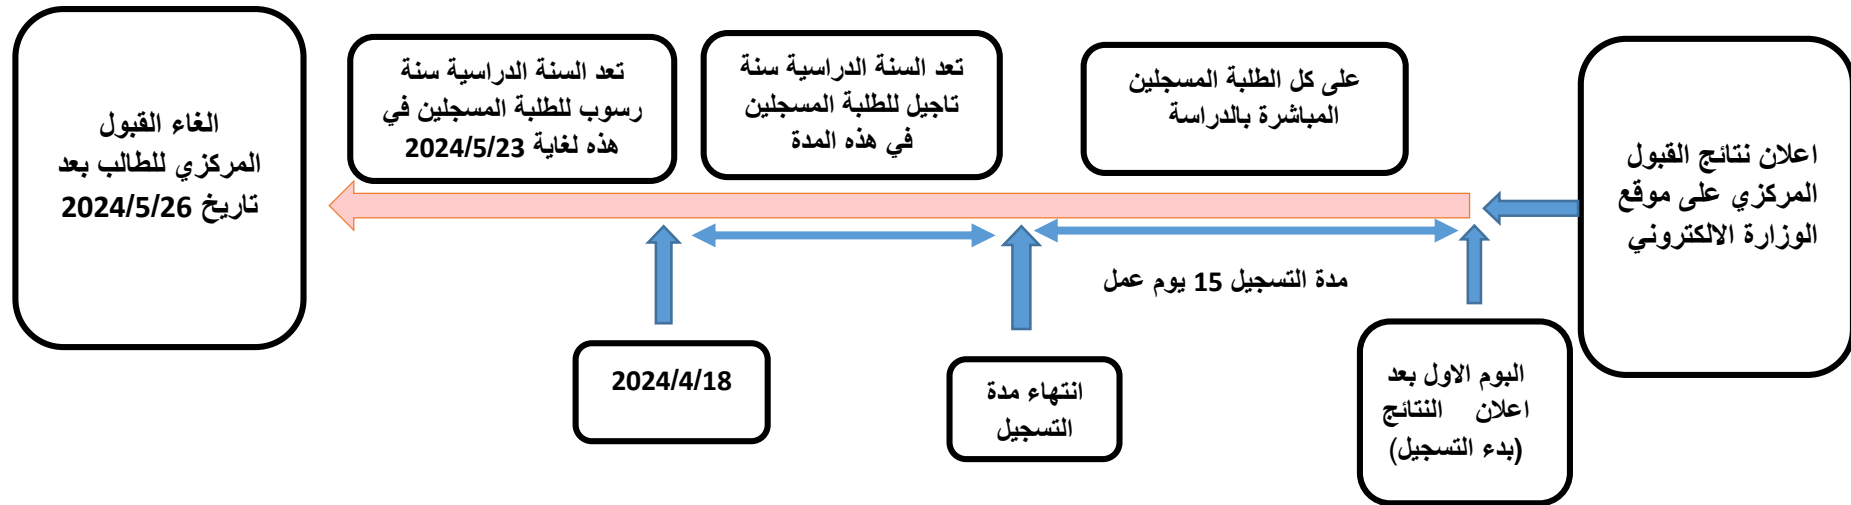 اعلان نتائج القبول
المركزي على موقع
الوزارة الالكتروني
على كل الطلبة المسجلين
المباشرة بالدراسة
تعد السنة الدراسية سنة
تاجيل للطلبة المسجلين
في هذه المدة
تعد السنة الدراسية سنة
رسوب للطلبة المسجلين في
هذه لغاية 2024/5/23
الغاء القبول
المركزي للطالب بعد
تاريخ 2024/5/26
مدة التسجيل 15 يوم عمل
اليوم الاول بعد
اعلان النتائج
(بدء التسجيل)
انتهاء مدة
التسجيل
2024/4/18